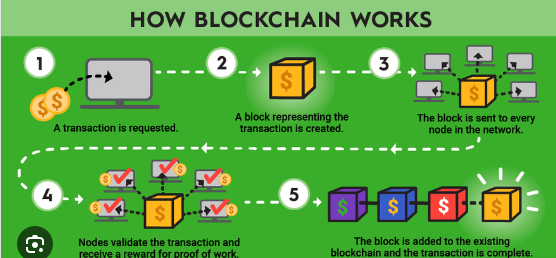 HOW BLOCKCHAIN WORKS
1
A transaction is requested.
2
$
A block representing the
transaction is created.
3
$
The block is sent to every
node in the network.
4
$
Nodes validate the transaction and
receive a reward for proof of work.
5
$ $ $ $
The block is added to the existing
blockchain and the transaction is complete.